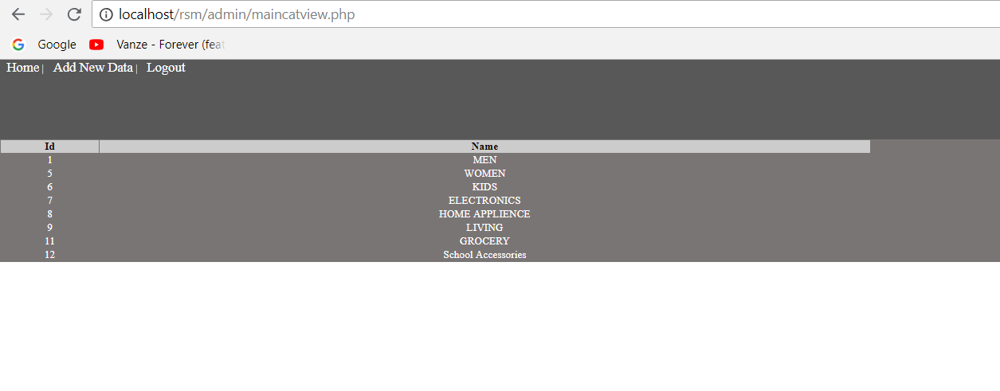 localhost/rsm/admin/maincatview.php
Google Vanze - Forever (feat
Home | Add New Data | Logout
Id Name
1 MEN
5 WOMEN
6 KIDS
7 ELECTRONICS
8 HOME APPLIENCE
9 LIVING
11 GROCERY
12 School Accessories